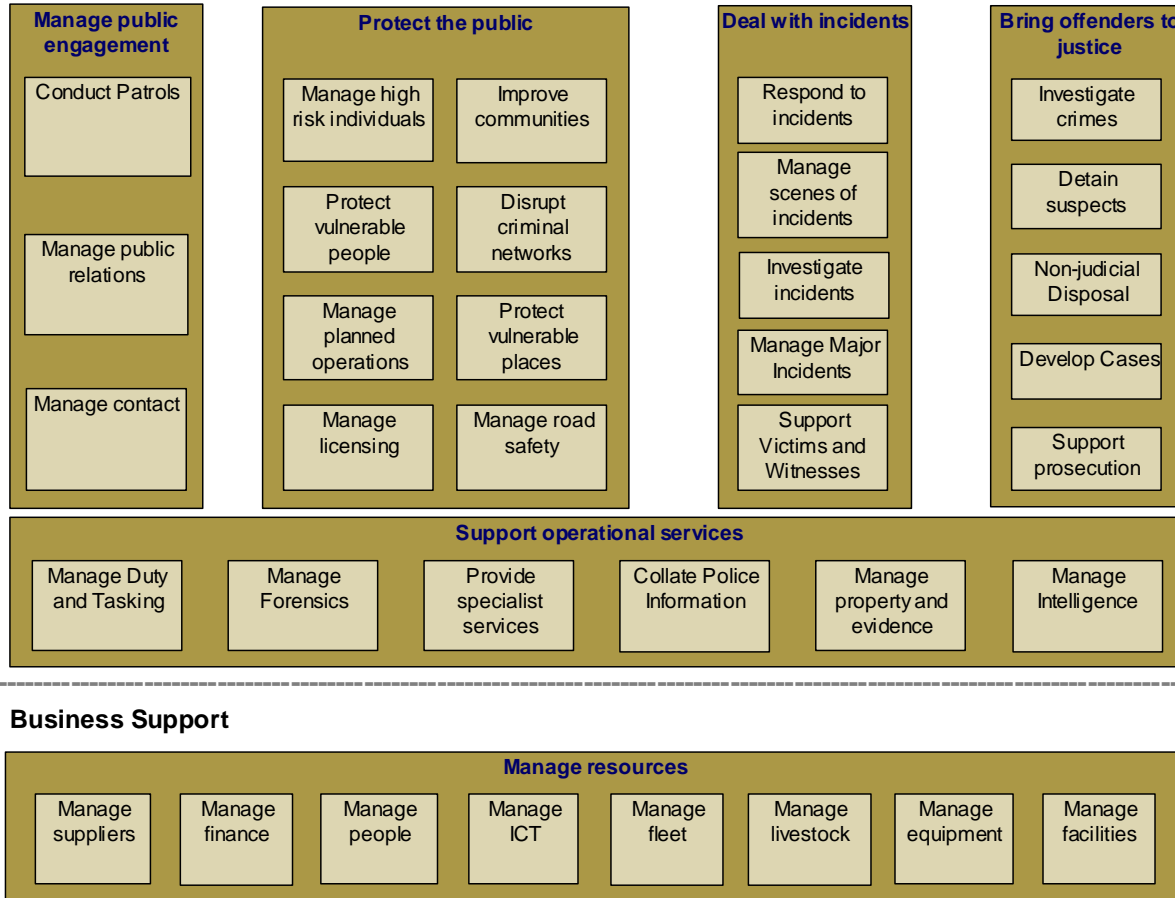 Manage public
engagement
Conduct Patrols
Manage public
relations
Manage contact
Protect the public
Manage high
risk individuals
Improve
communities
Protect
vulnerable
people
Disrupt
criminal
networks
Manage
planned
operations
Protect
vulnerable
places
Manage
licensing
Manage road
safety
Deal with incidents
Respond to
incidents
Manage
scenes of
incidents
Investigate
incidents
Manage Major
Incidents
Support
Victims and
Witnesses
Bring offenders to
justice
Investigate
crimes
Detain
suspects
Non-judicial
Disposal
Develop Cases
Support
prosecution
Support operational services
Manage Duty
and Tasking
Manage
Forensics
Provide
specialist
services
Collate Police
Information
Manage
property and
evidence
Manage
Intelligence
Business Support
Manage resources
Manage
suppliers
Manage
finance
Manage
people
Manage
ICT
Manage
fleet
Manage
livestock
Manage
equipment
Manage
facilities